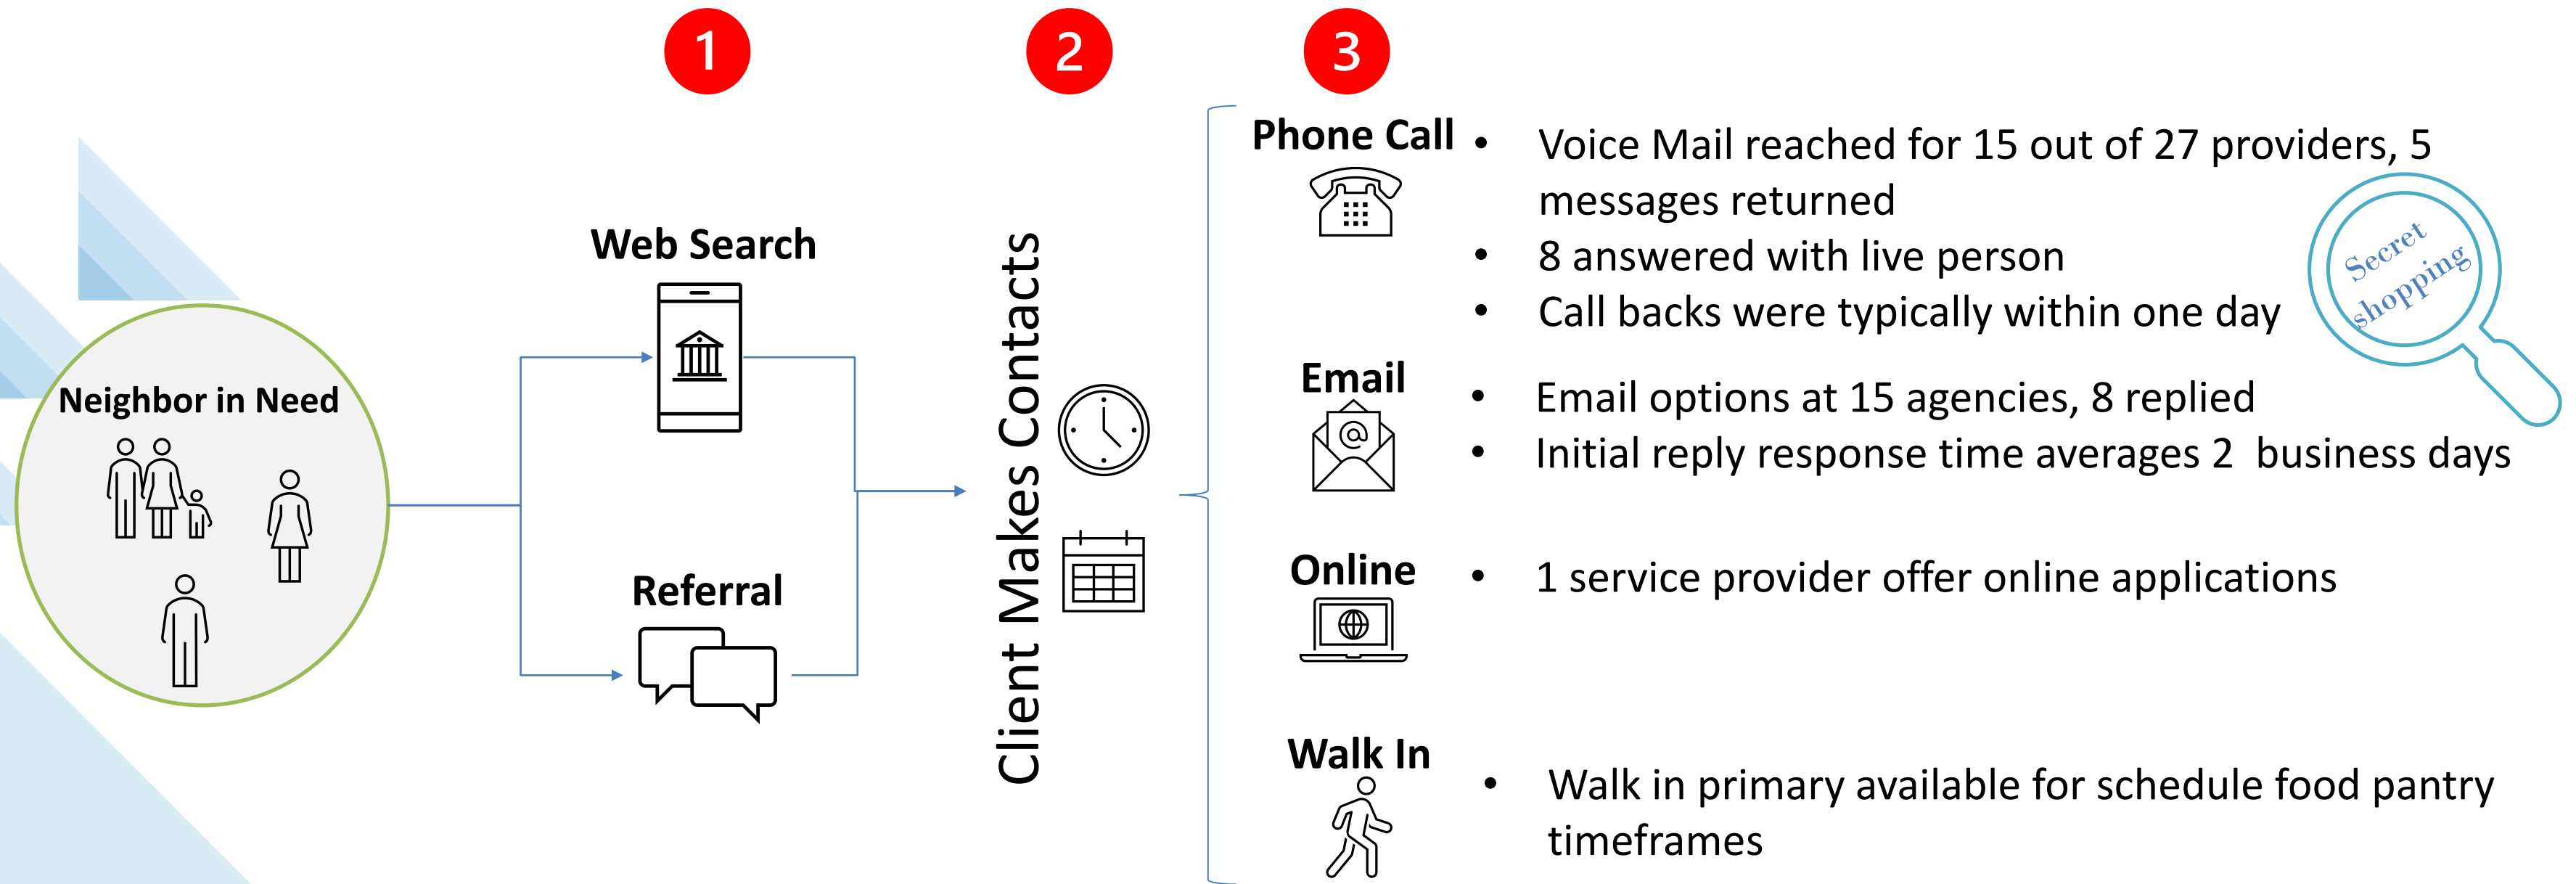 1
2
3
Neighbor in Need
Web Search
Referral
Client Makes Contacts
Phone Call
• Voice Mail reached for 15 out of 27 providers, 5
messages returned
• 8 answered with live person
• Call backs were typically within one day
Secret
shopping
Email
• Email options at 15 agencies, 8 replied
• Initial reply response time averages 2  business days
Online
• 1 service provider offer online applications
Walk In
• Walk in primary available for schedule food pantry
timeframes